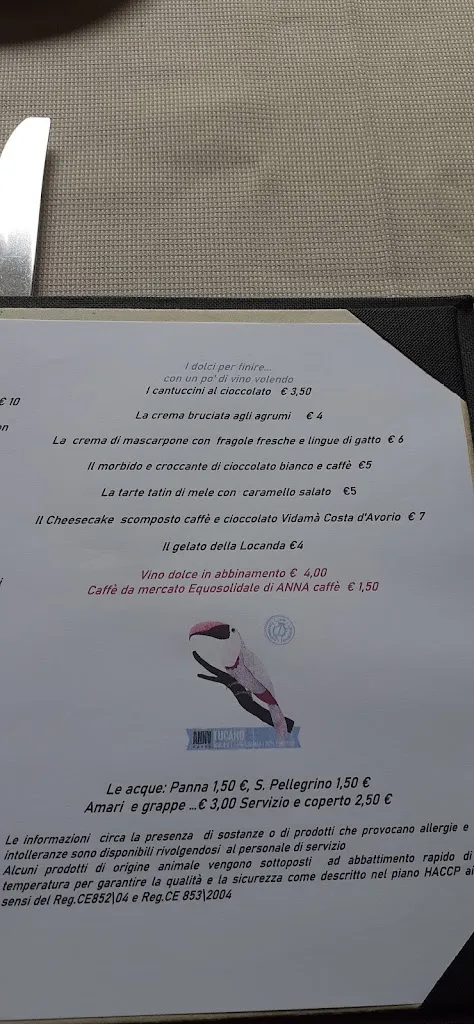 I dolci per finire...
con un po' di vino volendo
I cantuccini al cioccolato € 3,50
€ 10
La crema bruciata agli agrumi € 4
on
La crema di mascarpone con fragole fresche e lingue di gatto € 6
Il morbido e croccante di cioccolato bianco e caffè €5
La tarte tatin di mele con caramello salato €5
Il Cheesecake scomposto caffè e cioccolato Vidamà Costa d'Avorio € 7
Il gelato della Locanda €4
Vino dolce in abbinamento € 4,00
i
Caffè da mercato Equosolidale di ANNA caffè € 1,50
ANNA TUCANO
Le acque: Panna 1,50 €, S. Pellegrino 1,50 €
Amari e grappe ...€ 3,00 Servizio e coperto 2,50 €
Le informazioni circa la presenza di sostanze o di prodotti che provocano allergie e
intolleranze sono disponibili rivolgendosi al personale di servizio
Alcuni prodotti di origine animale vengono sottoposti ad abbattimento rapido di
temperatura per garantire la qualità e la sicurezza come descritto nel piano HACCP ai
sensi del Reg.CE852\04 e Reg.CE 853\2004